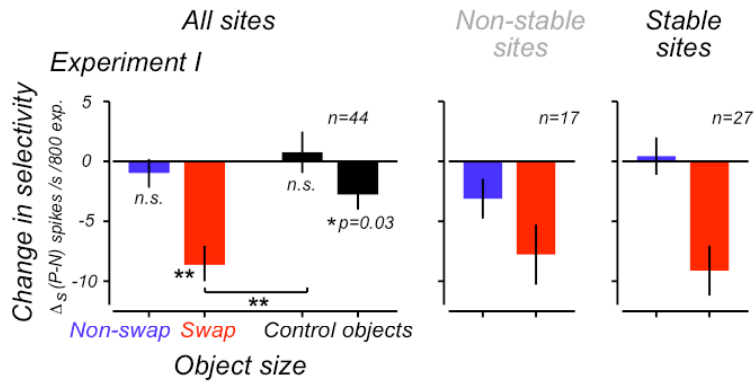 All sites
Non-stable
sites
Stable
sites
Experiment I
Change in selectivity
Δs(P-N) spikes /s /800 exp.
5
0
-5
-10
n=44
n=17
n=27
n.s.
n.s.
*p=0.03
**
**
Non-swap
Swap
Control objects
Object size